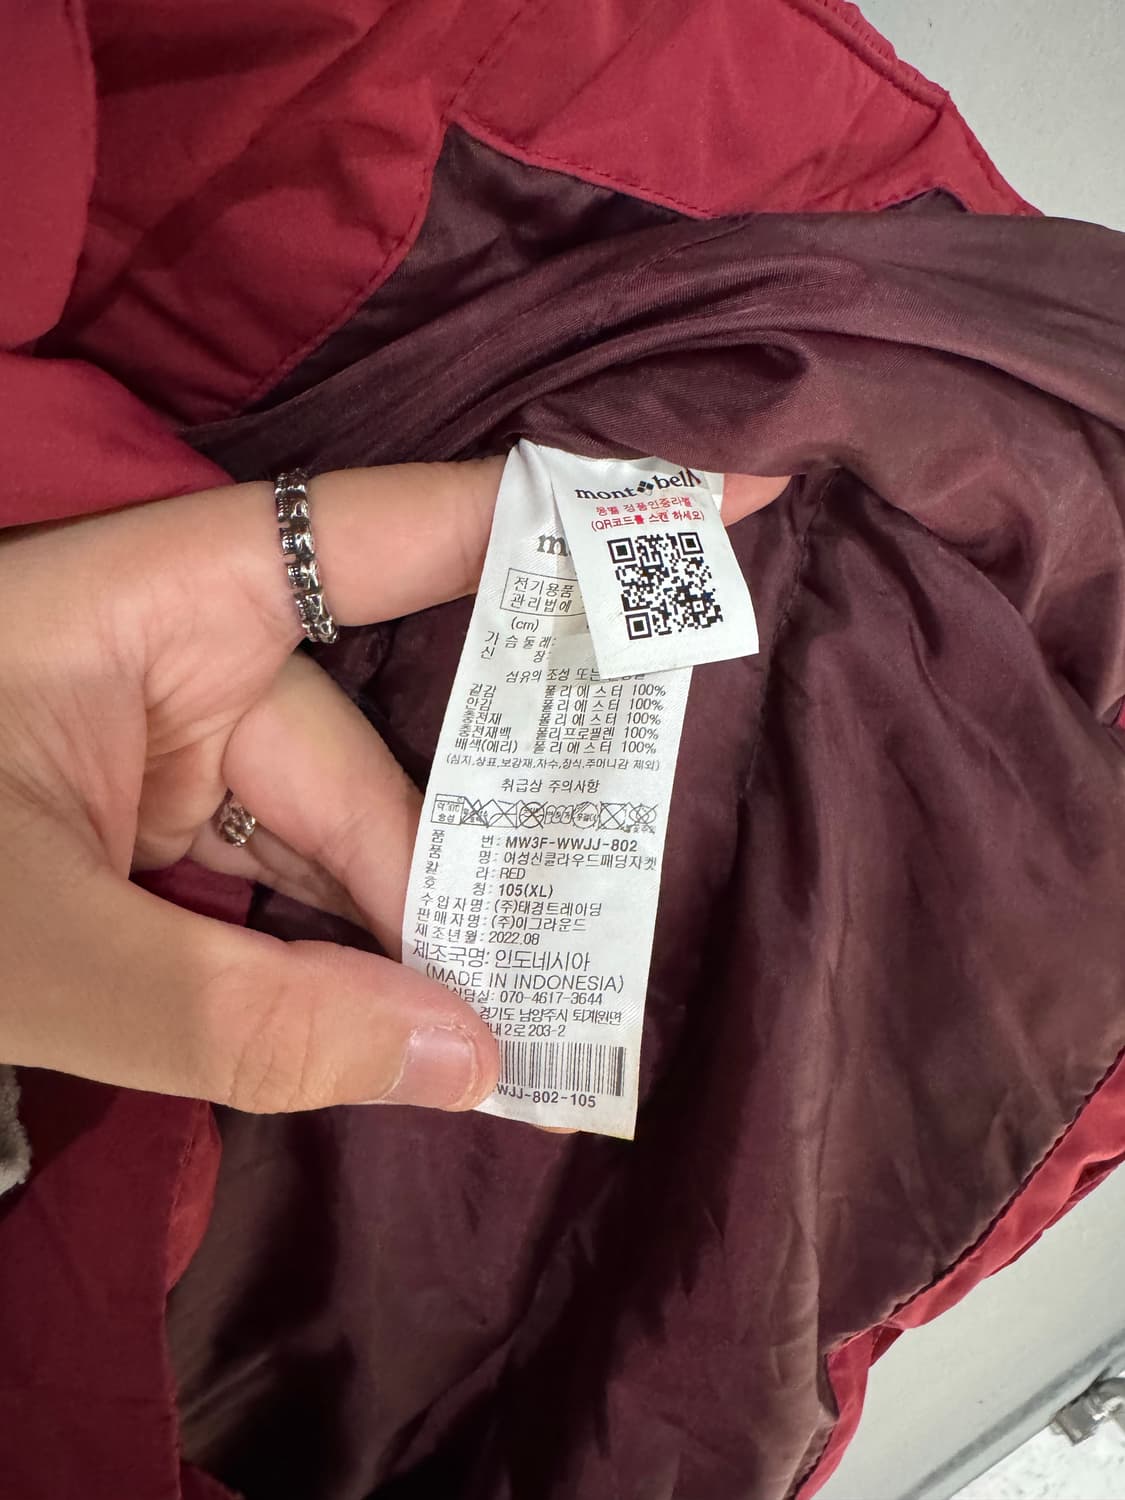 mont bell
몽벨 정품인증라벨
(QR코드를 스캔 하세요)
m
전기용품
관리법에
(cm)
가슴둘레:
신 장:
섬유의 조성 또는
겉감 폴리에스터 100%
안감 폴리에스터 100%
충전재 폴리에스터 100%
충전재백 폴리프로필렌 100%
배색(에리) 폴리에스터 100%
(심지,상표,보강재,자수,장식,주머니감 제외)
취급상 주의사항
품 번: MW3F-WWJJ-802
품 명: 여성신클라우드패딩자켓
칼 라: RED
호 칭: 105(XL)
수입자명: (주)태경트레이딩
판매자명: (주)이그라운드
제조년월: 2022.08
제조국명: 인도네시아
(MADE IN INDONESIA)
상담실: 070-4617-3644
경기도 남양주시 퇴계원면
2로 203-2
WJJ-802-105